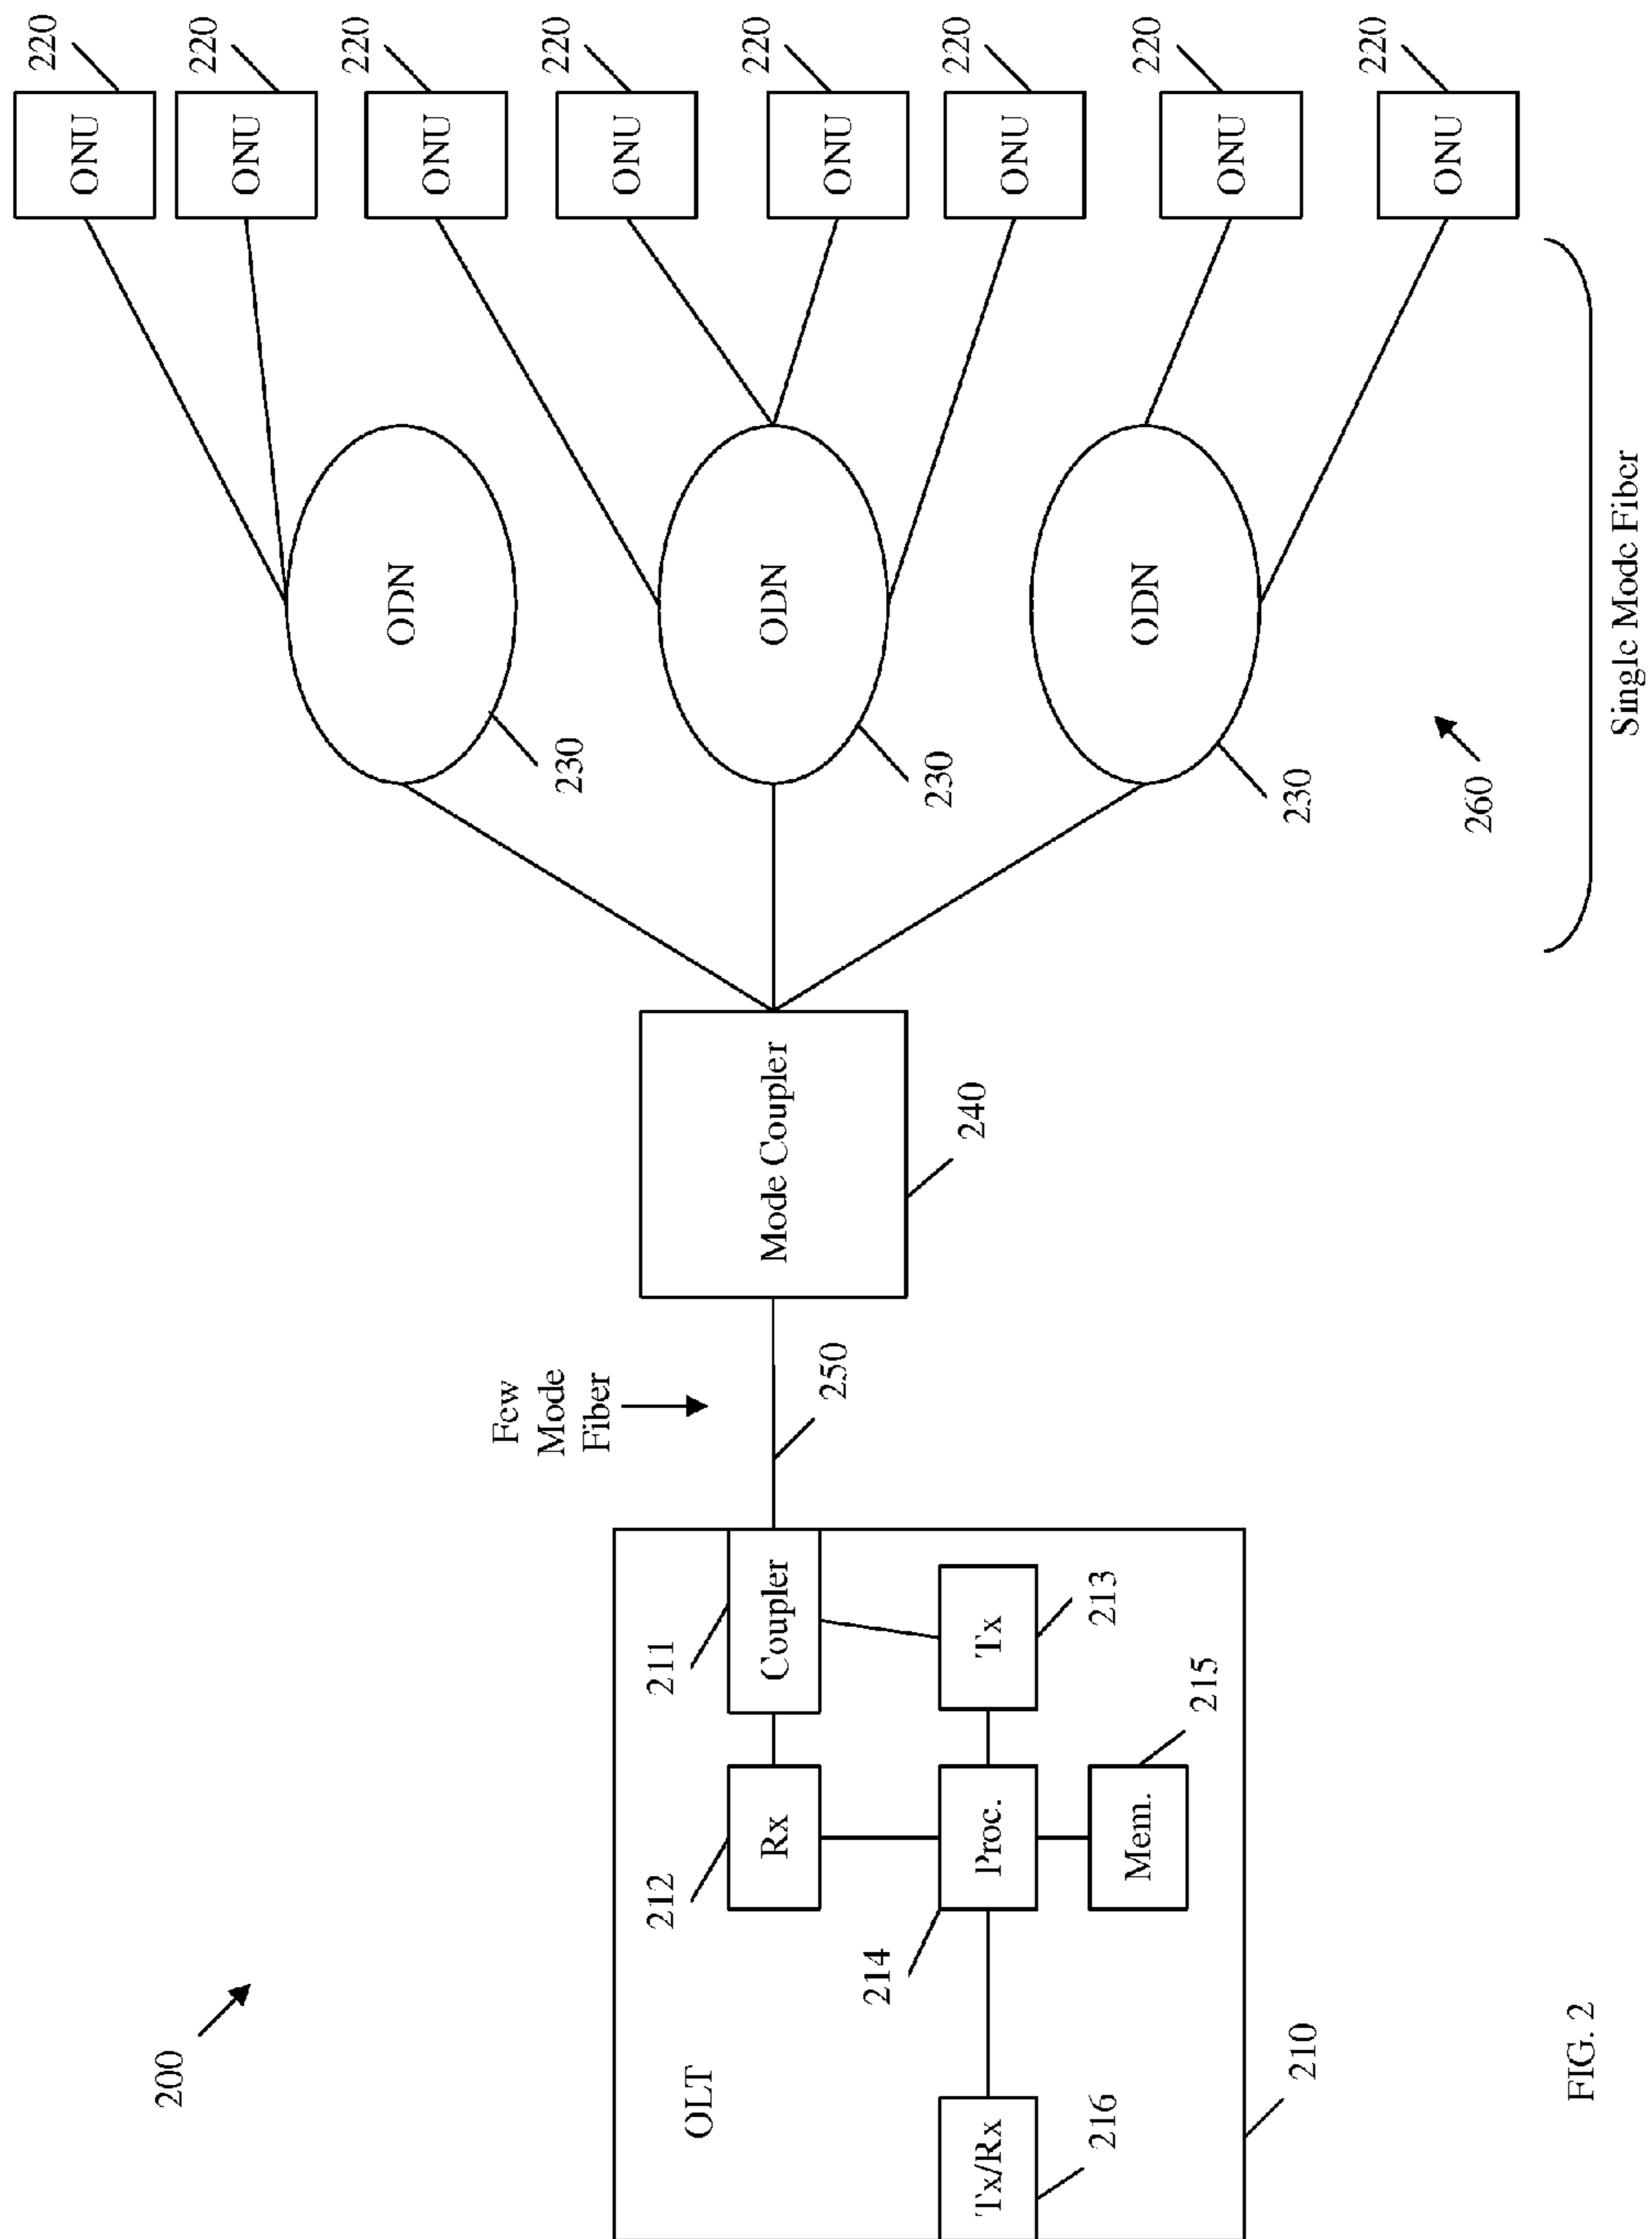 220
ONU
200
220
ONU
220
ODN
ONU
Few
Mode
Fiber
220
230
ONU
212
211
OLT
220
Rx
Coupler
Mode Coupler
ODN
250
ONU
214
230
220
240
Tx/Rx
Proc.
Tx
ONU
216
213
Mem.
ODN
220
215
ONU
230
210
220
ONU
260
FIG. 2
Single Mode Fiber